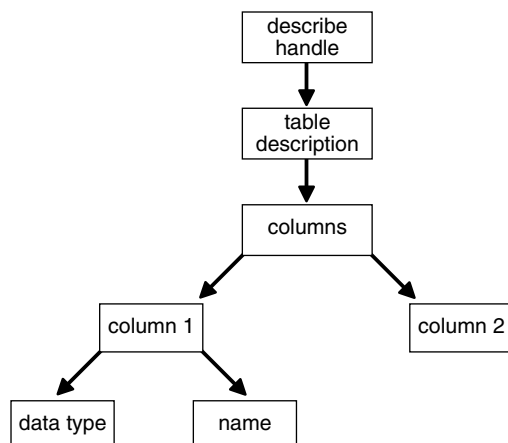 describe
handle
table
description
columns
column 1
column 2
data type
name